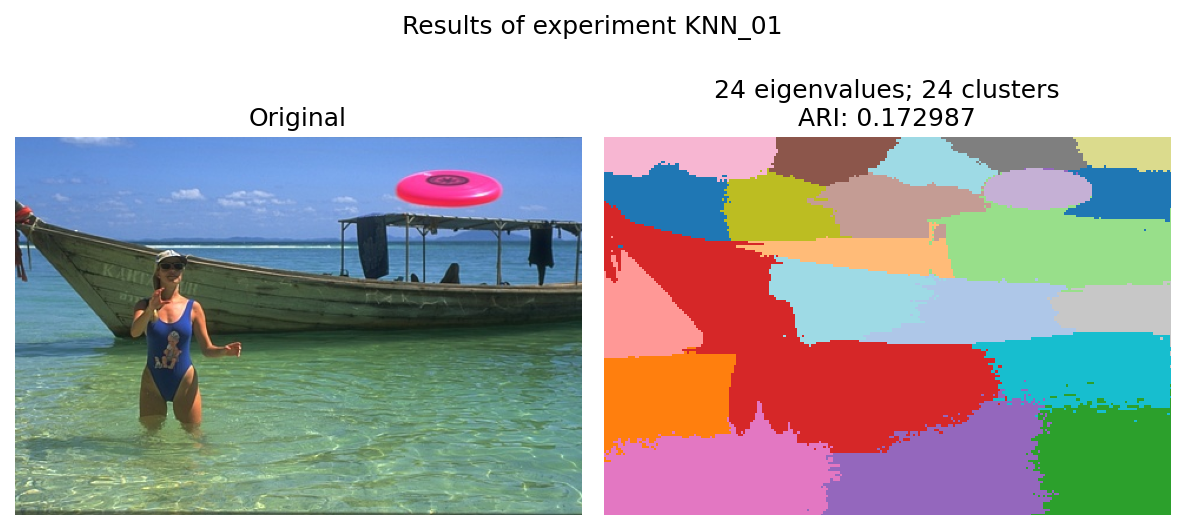 Results of experiment KNN_01
Original
24 eigenvalues; 24 clusters
ARI: 0.172987